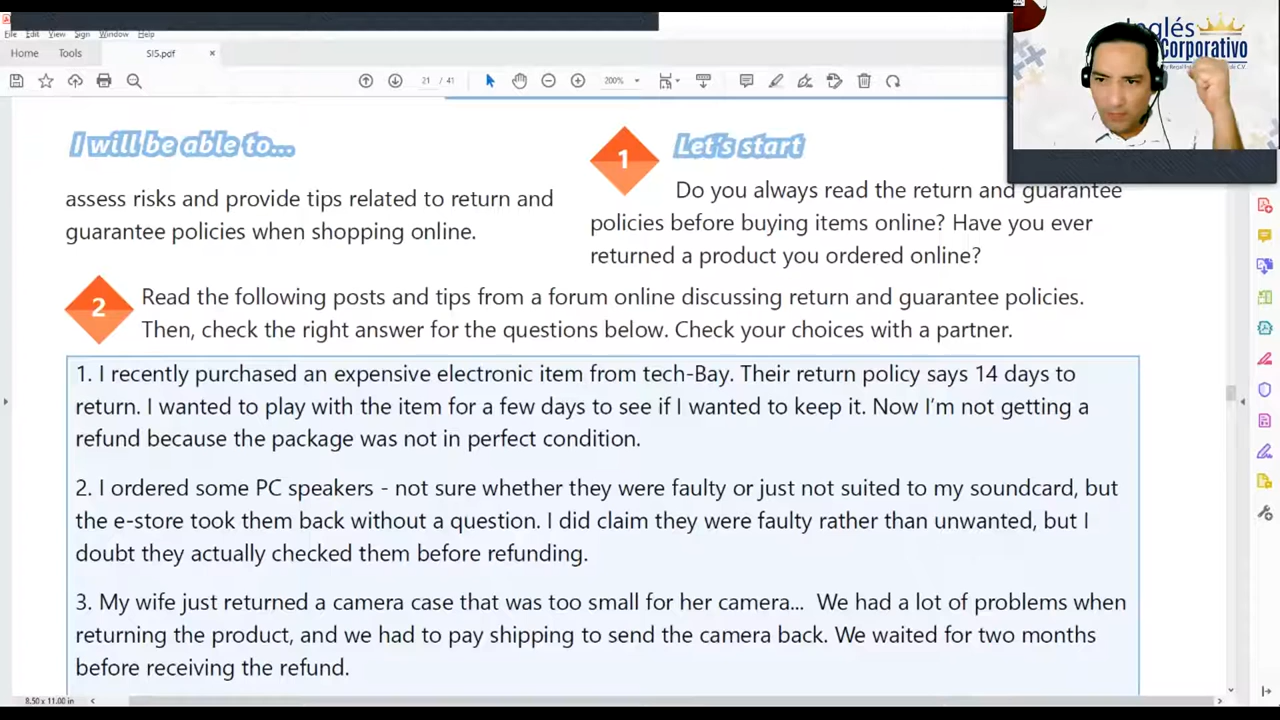 File Edit View Sign Window Help
Home Tools SI5.pdf ×
21 / 41 200%
Inglés
Corporativo
I will be able to...
assess risks and provide tips related to return and
guarantee policies when shopping online.
1 Let's start
Do you always read the return and guarantee
policies before buying items online? Have you ever
returned a product you ordered online?
2 Read the following posts and tips from a forum online discussing return and guarantee policies.
Then, check the right answer for the questions below. Check your choices with a partner.
1. I recently purchased an expensive electronic item from tech-Bay. Their return policy says 14 days to
return. I wanted to play with the item for a few days to see if I wanted to keep it. Now I'm not getting a
refund because the package was not in perfect condition.
2. I ordered some PC speakers - not sure whether they were faulty or just not suited to my soundcard, but
the e-store took them back without a question. I did claim they were faulty rather than unwanted, but I
doubt they actually checked them before refunding.
3. My wife just returned a camera case that was too small for her camera... We had a lot of problems when
returning the product, and we had to pay shipping to send the camera back. We waited for two months
before receiving the refund.
8.50 x 11.00 in